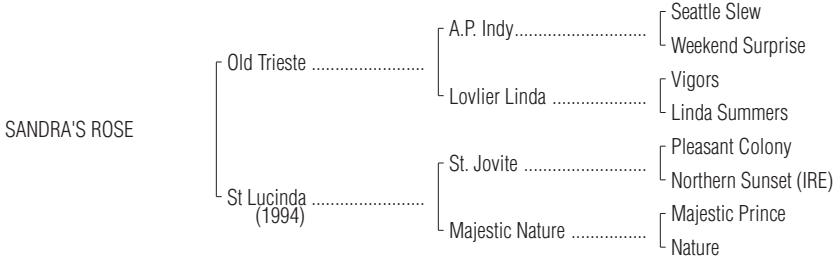 Seattle Slew
A.P. Indy..............................
Weekend Surprise
Old Trieste ........................
Vigors
Lovlier Linda ....................
Linda Summers
SANDRA'S ROSE
Pleasant Colony
St. Jovite ..........................
Northern Sunset (IRE)
St Lucinda ........................
(1994)
Majestic Prince
Majestic Nature ................
Nature